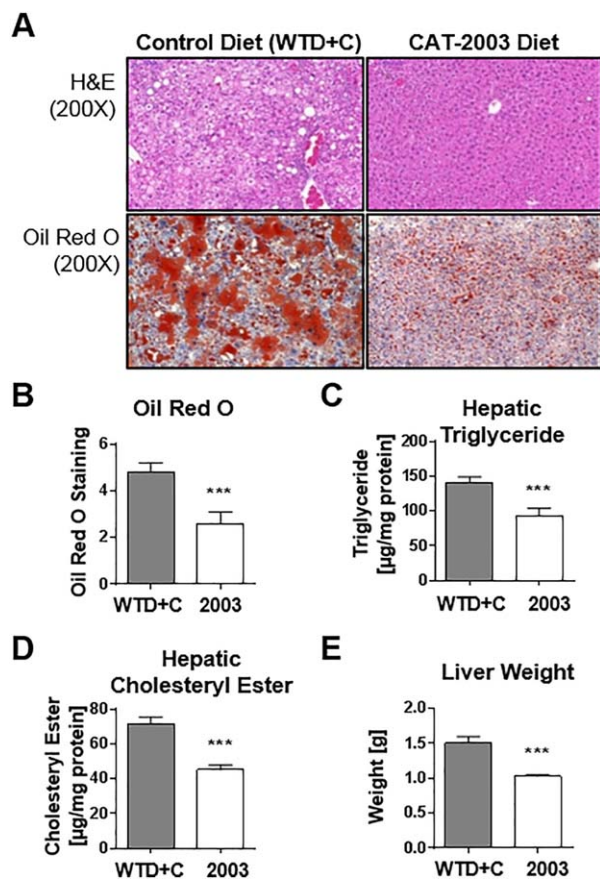 A
Control Diet (WTD+C) CAT-2003 Diet
H&E
(200X)
Oil Red O
(200X)
B
Oil Red O
Oil Red O Staining
6
4
2
0
***
WTD+C 2003
C
Hepatic
Triglyceride
Triglyceride
[µg/mg protein]
200
150
100
50
0
***
WTD+C 2003
D
Hepatic
Cholesteryl Ester
Cholesteryl Ester
[µg/mg protein]
80
60
40
20
0
***
WTD+C 2003
E
Liver Weight
Weight [g]
2.0
1.5
1.0
0.5
0.0
***
WTD+C 2003